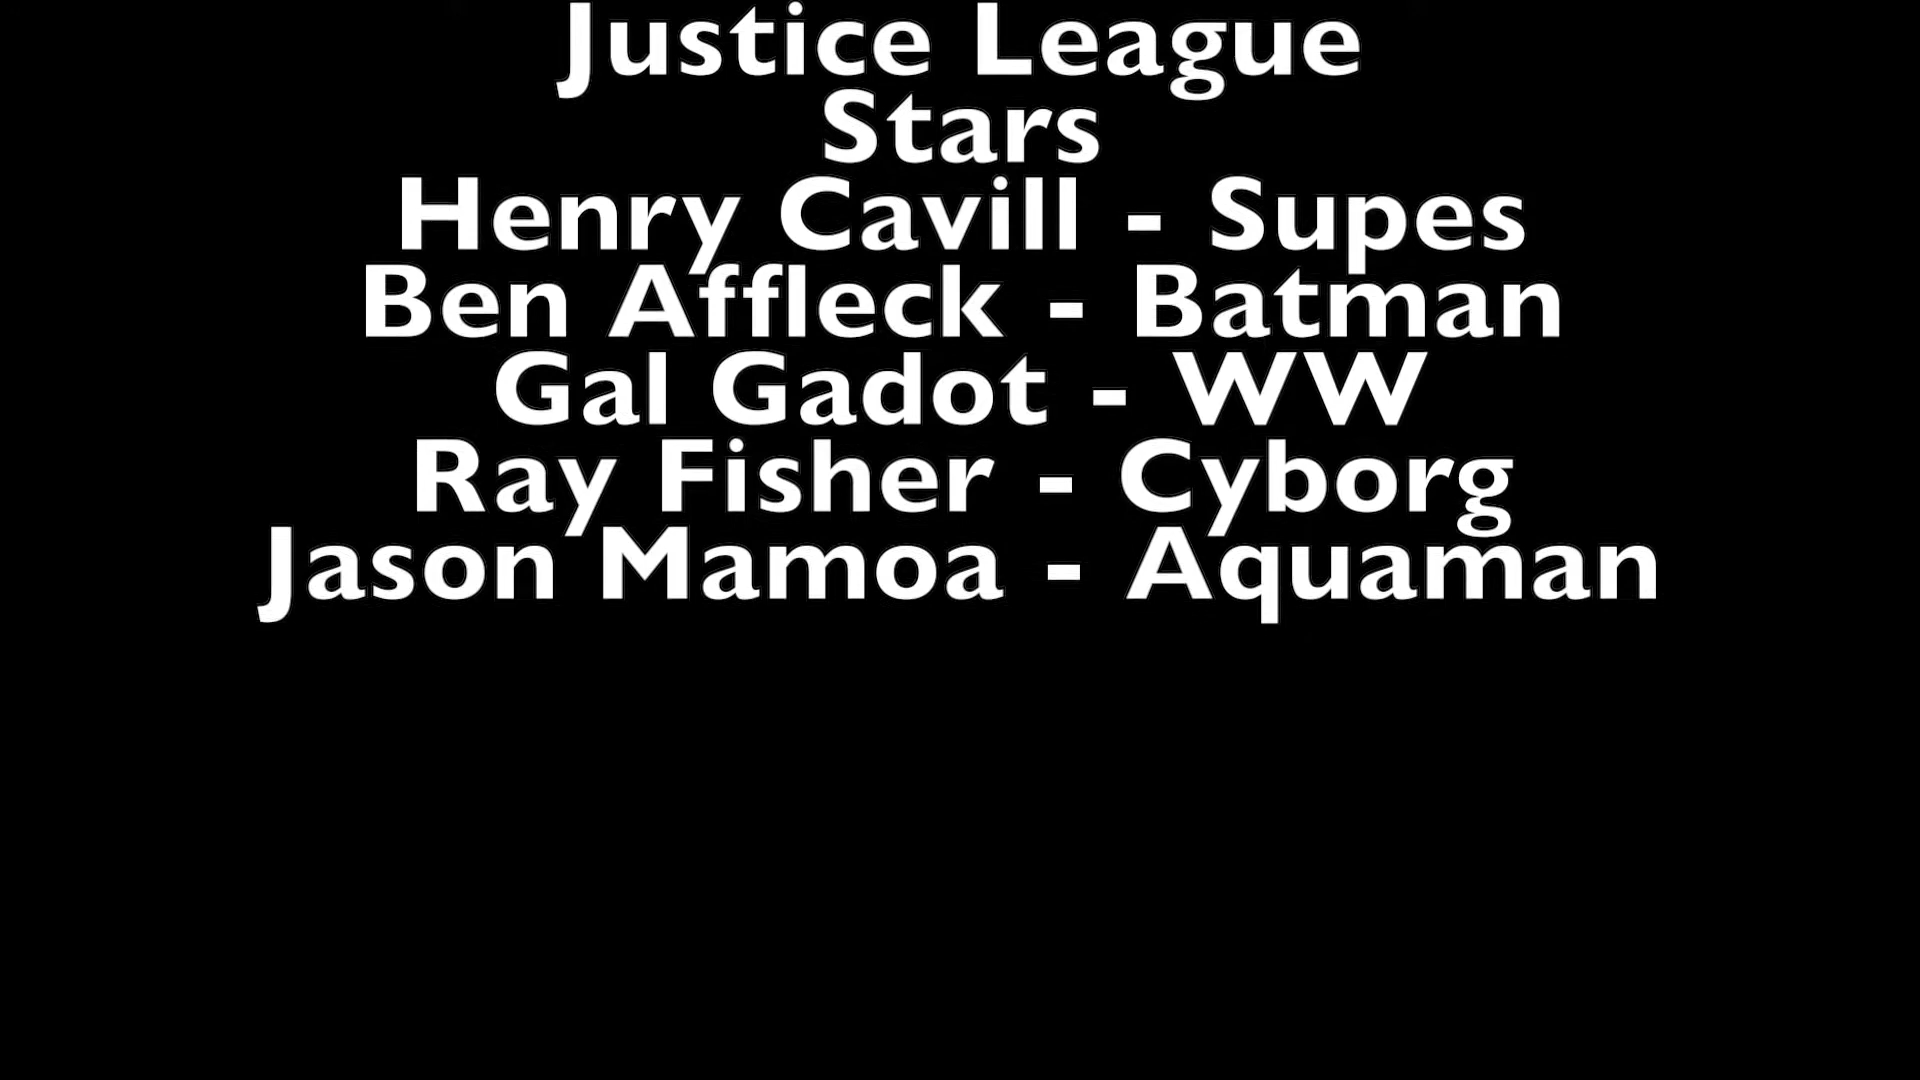 Justice League
Stars
Henry Cavill - Supes
Ben Affleck - Batman
Gal Gadot - WW
Ray Fisher - Cyborg
Jason Mamoa - Aquaman